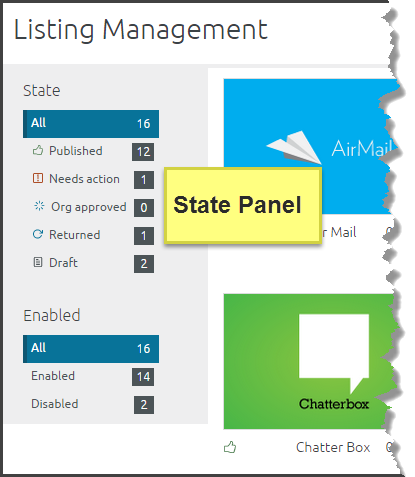 Listing Management
State
All 16
Published 12
Needs action 1
Org approved 0
Returned 1
Draft 2
Enabled
All 16
Enabled 14
Disabled 2
State Panel
AirMail
Mail
Chatterbox
Chatter Box